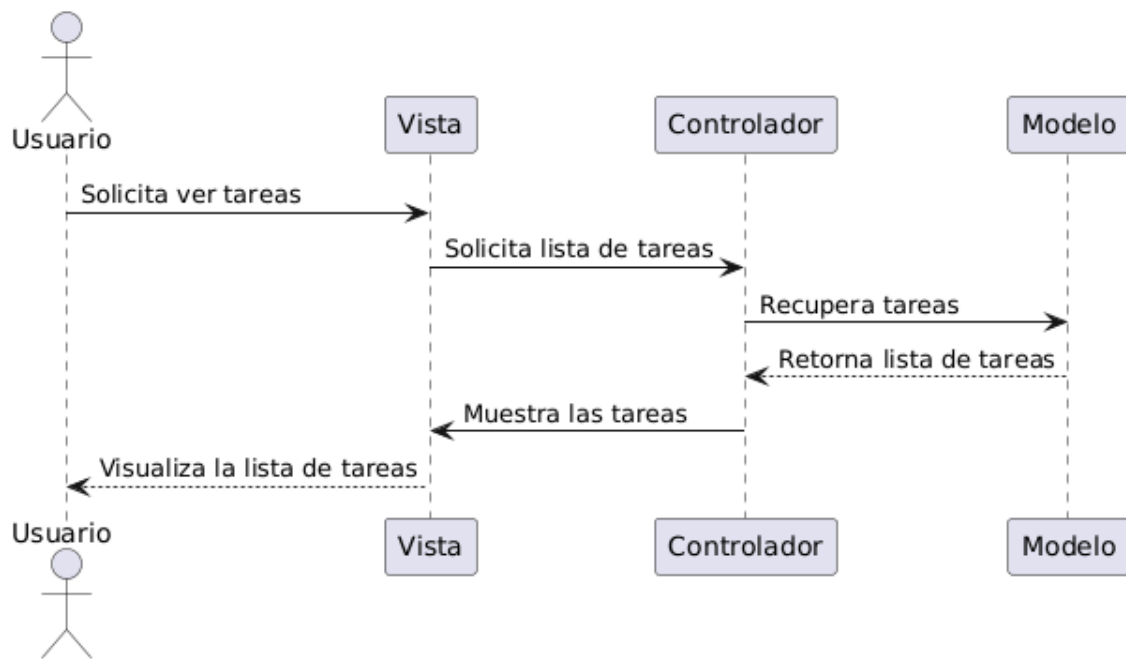 Usuario
Vista
Controlador
Modelo
Solicita ver tareas
Solicita lista de tareas
Recupera tareas
Retorna lista de tareas
Muestra las tareas
Visualiza la lista de tareas
Usuario
Vista
Controlador
Modelo